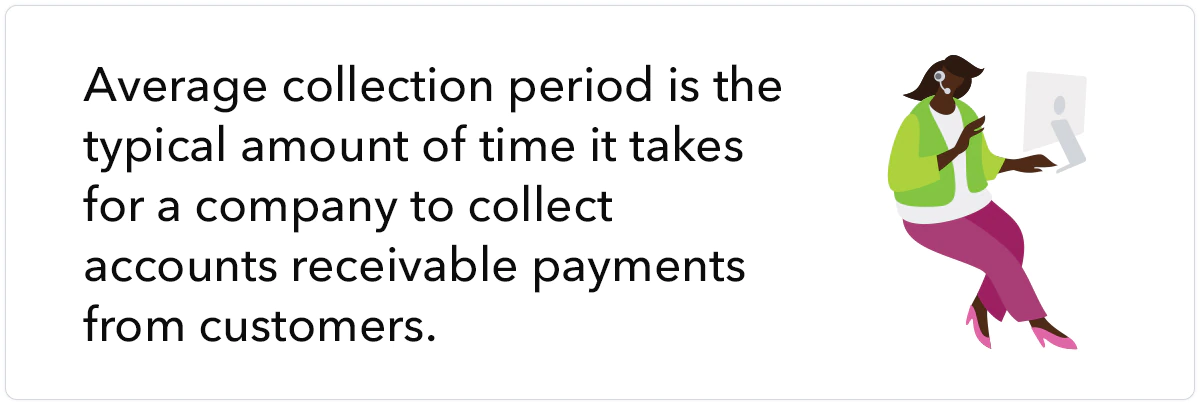 Average collection period is the
typical amount of time it takes
for a company to collect
accounts receivable payments
from customers.